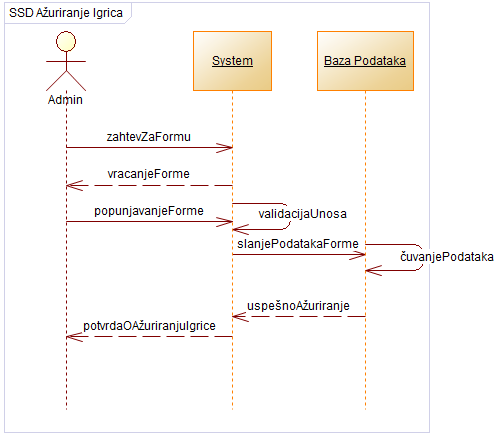 SSD Ažuriranje Igrica
System
Baza Podataka
Admin
zahtevZaFormu
vracanjeForme
popunjavanjeForme
validacijaUnosa
slanjePodatakaForme
čuvanjePodataka
uspešnoAžuriranje
potvrdaOAžuriranjuIgrice